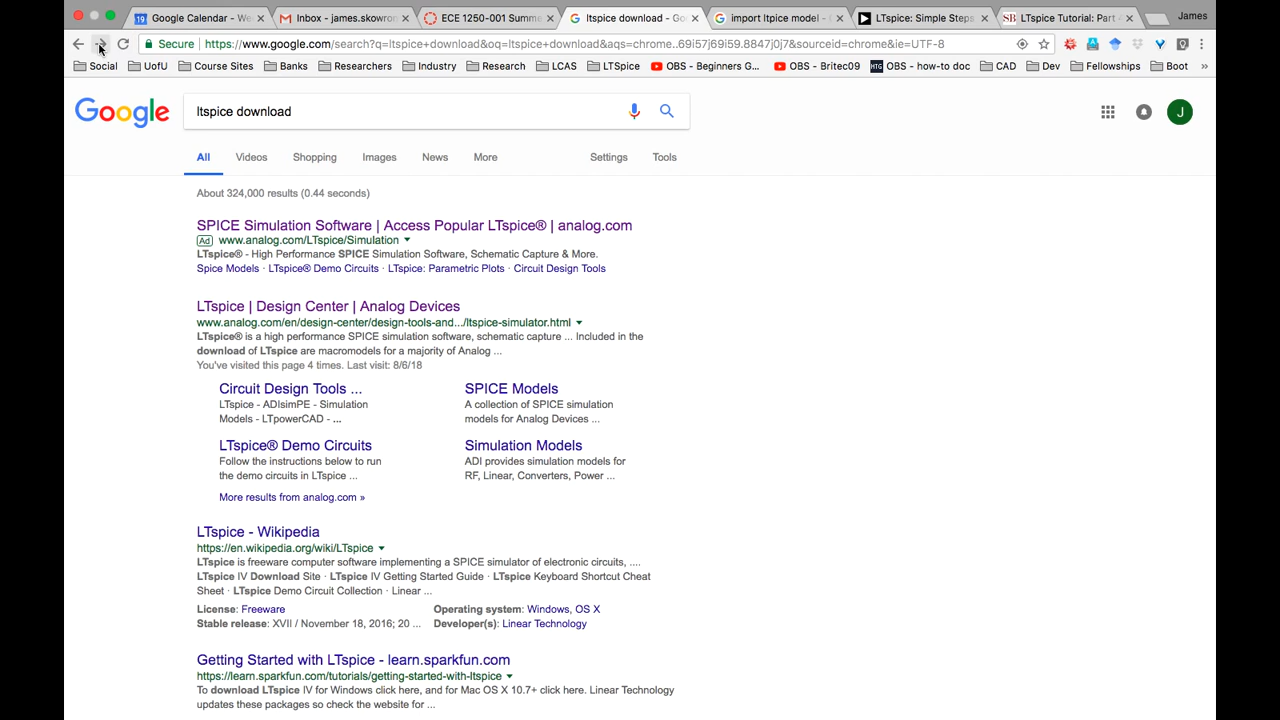 Google Calendar - We
Inbox - james.skowron
ECE 1250-001 Summe
ltspice download - Goo
import ltpice model -
LTspice: Simple Steps
LTspice Tutorial: Part
James
Secure
https://www.google.com/search?q=ltspice+download&oq=ltspice+download&aqs=chrome..69i57j69i59.8847j0j7&sourceid=chrome&ie=UTF-8
Social
UofU
Course Sites
Banks
Researchers
Industry
Research
LCAS
LTSpice
OBS - Beginners G...
OBS - Britec09
HTG OBS - how-to doc
CAD
Dev
Fellowships
Boot
»
Google
ltspice download
J
All
Videos
Shopping
Images
News
More
Settings
Tools
About 324,000 results (0.44 seconds)
SPICE Simulation Software | Access Popular LTspice® | analog.com
Ad www.analog.com/LTspice/Simulation
LTspice® - High Performance SPICE Simulation Software, Schematic Capture & More.
Spice Models · LTspice® Demo Circuits · LTspice: Parametric Plots · Circuit Design Tools
LTspice | Design Center | Analog Devices
www.analog.com/en/design-center/design-tools-and.../ltspice-simulator.html
LTspice® is a high performance SPICE simulation software, schematic capture ... Included in the
download of LTspice are macromodels for a majority of Analog ...
You've visited this page 4 times. Last visit: 8/6/18
Circuit Design Tools ...
LTspice - ADIsimPE - Simulation
Models - LTpowerCAD - ...
SPICE Models
A collection of SPICE simulation
models for Analog Devices ...
LTspice® Demo Circuits
Follow the instructions below to run
the demo circuits in LTspice ...
Simulation Models
ADI provides simulation models for
RF, Linear, Converters, Power ...
More results from analog.com »
LTspice - Wikipedia
https://en.wikipedia.org/wiki/LTspice
LTspice is freeware computer software implementing a SPICE simulator of electronic circuits, ....
LTspice IV Download Site · LTspice IV Getting Started Guide · LTspice Keyboard Shortcut Cheat
Sheet · LTspice Demo Circuit Collection · Linear ...
License: Freeware
Operating system: Windows, OS X
Stable release: XVII / November 18, 2016; 20 ...
Developer(s): Linear Technology
Getting Started with LTspice - learn.sparkfun.com
https://learn.sparkfun.com/tutorials/getting-started-with-ltspice
To download LTspice IV for Windows click here, and for Mac OS X 10.7+ click here. Linear Technology
updates these packages so check the website for ...